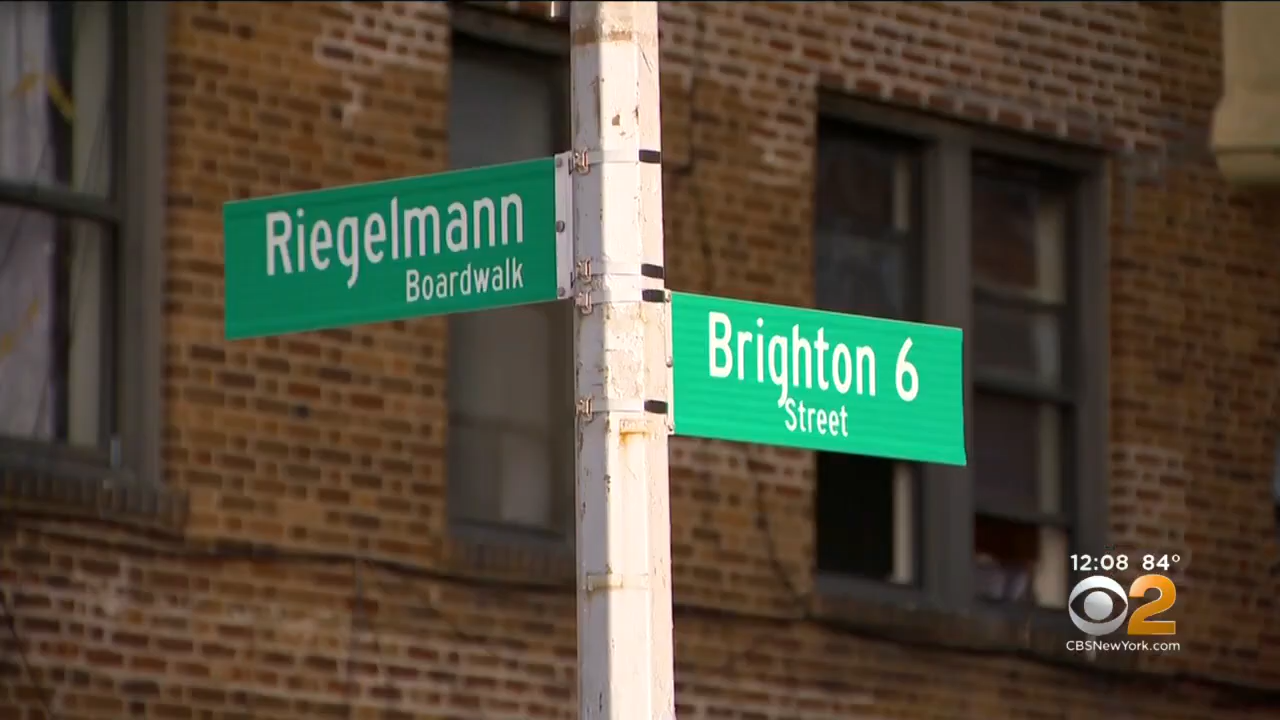 Riegelmann
Boardwalk
Brighton 6
Street
12:08 84°
2
CBSNewYork.com